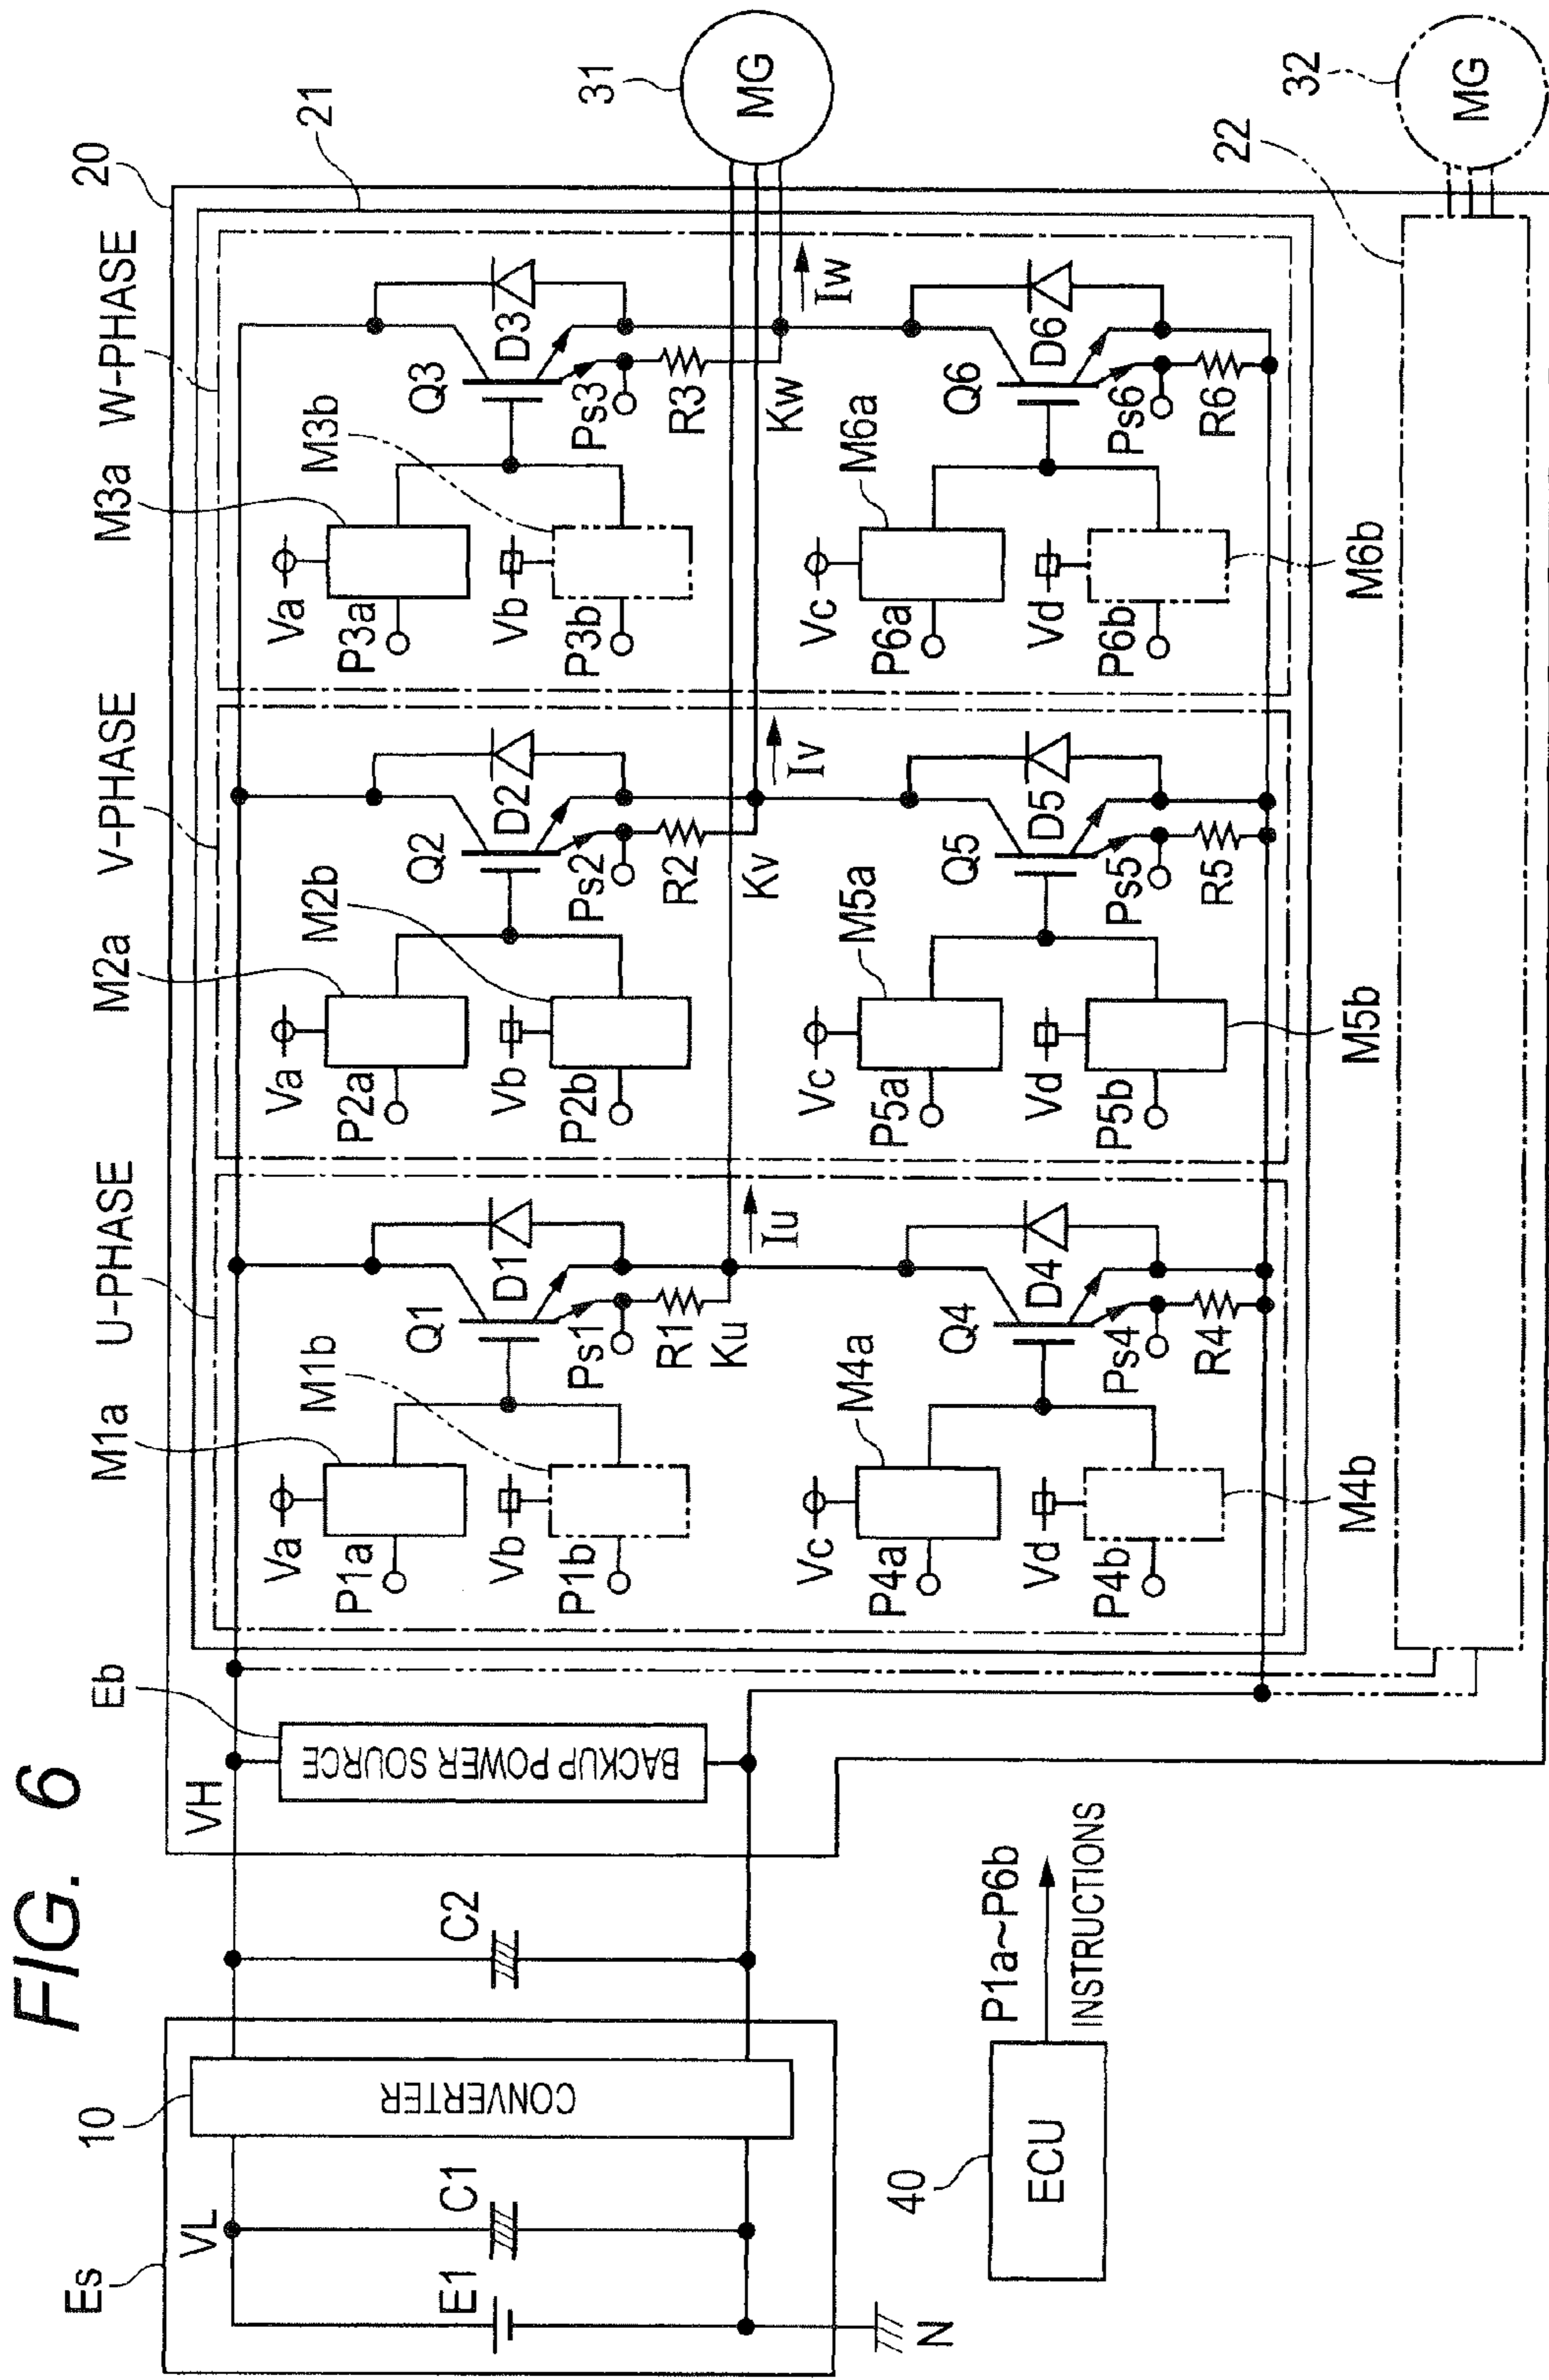 FIG. 6
Es
VL
10
E1
C1
CONVERTER
N
C2
VH
Eb
BACKUP POWER SOURCE
40
ECU
P1a~P6b
INSTRUCTIONS
20
21
M1a
U-PHASE
M2a
V-PHASE
M3a
W-PHASE
Va
P1a
M1b
Q1
D1
Vb
P1b
Ps1
R1
Ku
Iu
Vc
P4a
M4a
Q4
D4
Vd
P4b
Ps4
R4
M4b
Va
P2a
M2b
Q2
D2
Vb
P2b
Ps2
R2
Kv
Iv
Vc
P5a
M5a
Q5
D5
Vd
P5b
Ps5
R5
M5b
Va
P3a
M3b
Q3
D3
Vb
P3b
Ps3
R3
Kw
Iw
Vc
P6a
M6a
Q6
D6
Vd
P6b
Ps6
R6
M6b
31
MG
22
32
MG